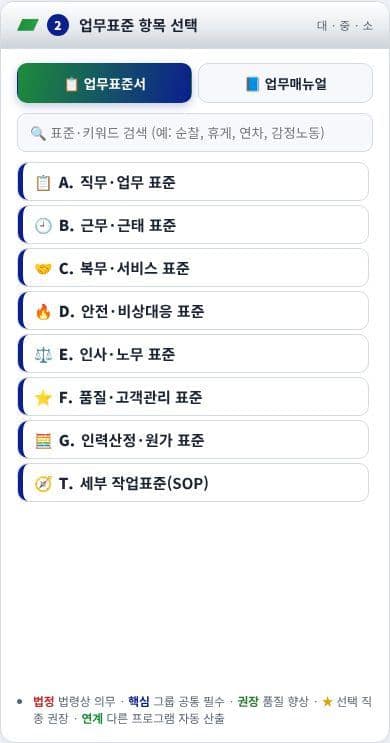 2 업무표준 항목 선택 대 · 중 · 소
📋 업무표준서 📘 업무매뉴얼
🔍 표준·키워드 검색 (예: 순찰, 휴게, 연차, 감정노동)
📋 A. 직무·업무 표준
🕘 B. 근무·근태 표준
🤝 C. 복무·서비스 표준
🔥 D. 안전·비상대응 표준
⚖️ E. 인사·노무 표준
⭐ F. 품질·고객관리 표준
🧮 G. 인력산정·원가 표준
🧭 T. 세부 작업표준(SOP)
• 법정 법령상 의무 · 핵심 그룹 공통 필수 · 권장 품질 향상 · ★ 선택 직
종 권장 · 연계 다른 프로그램 자동 산출